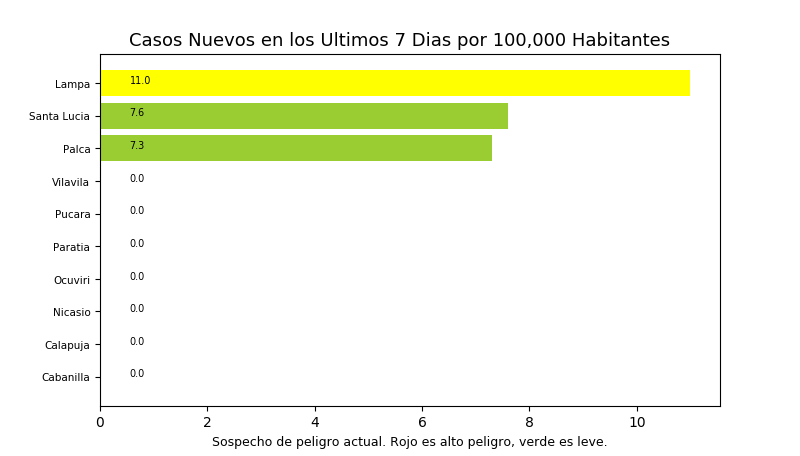 Casos Nuevos en los Ultimos 7 Dias por 100,000 Habitantes
Lampa 11.0
Santa Lucia 7.6
Palca 7.3
Vilavila 0.0
Pucara 0.0
Paratia 0.0
Ocuviri 0.0
Nicasio 0.0
Calapuja 0.0
Cabanilla 0.0
0 2 4 6 8 10
Sospecho de peligro actual. Rojo es alto peligro, verde es leve.